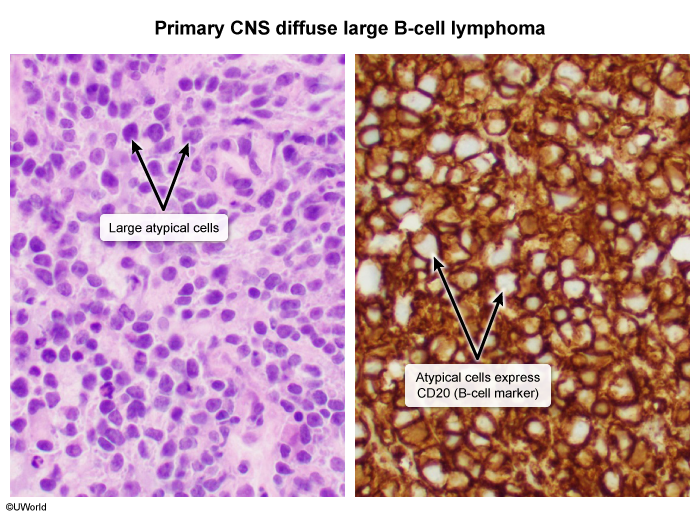 Primary CNS diffuse large B-cell lymphoma
Large atypical cells
Atypical cells express
CD20 (B-cell marker)
©UWorld